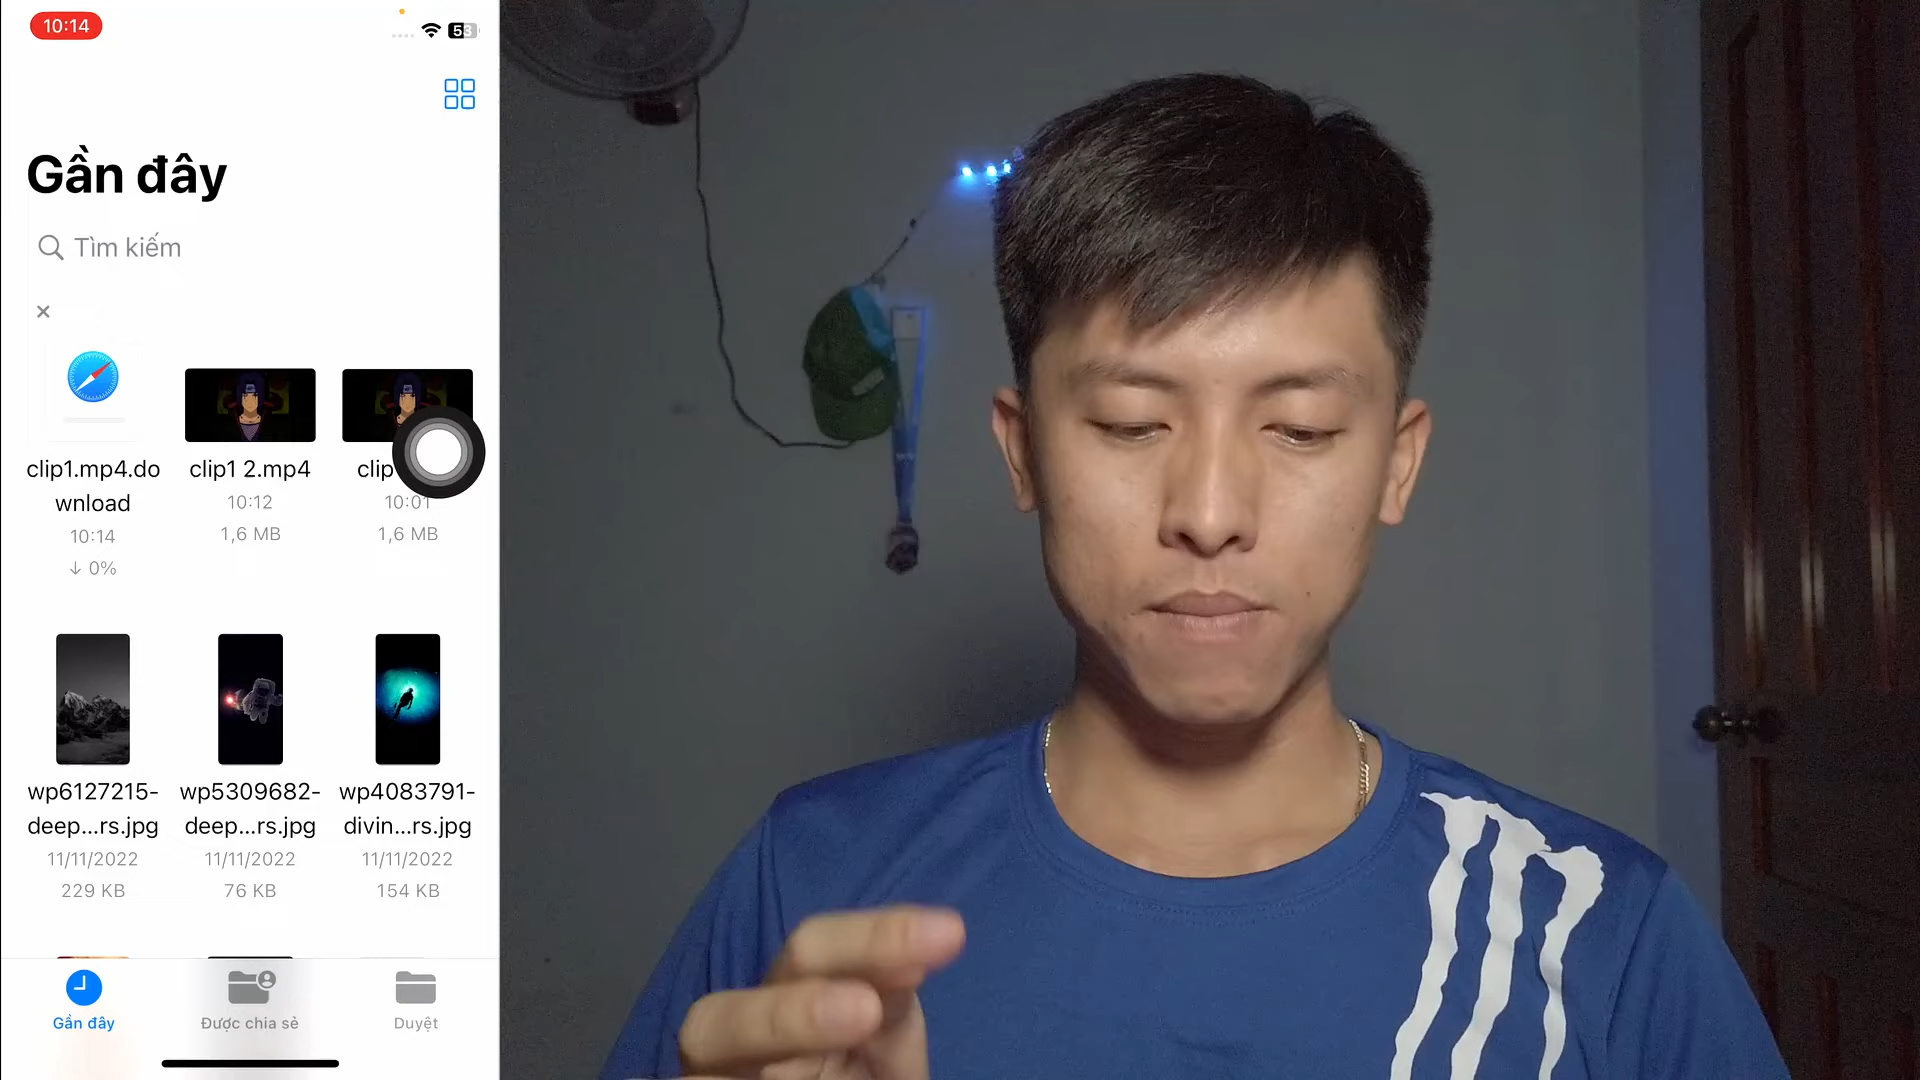 10:14
53
Gần đây
Tìm kiếm
clip1.mp4.do
wnload
10:14
↓ 0%
clip1 2.mp4
10:12
1,6 MB
clip
10:01
1,6 MB
wp6127215-
deep...rs.jpg
11/11/2022
229 KB
wp5309682-
deep...rs.jpg
11/11/2022
76 KB
wp4083791-
divin...rs.jpg
11/11/2022
154 KB
Gần đây
Được chia sẻ
Duyệt